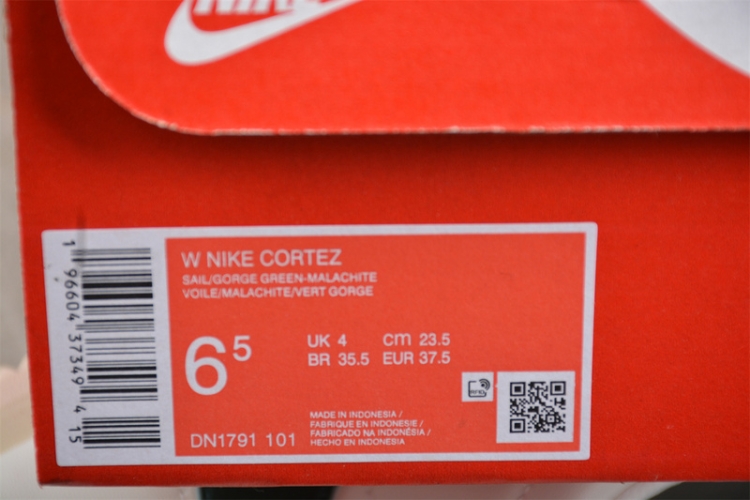 NIKE
W NIKE CORTEZ
SAIL/GORGE GREEN-MALACHITE
VOILE/MALACHITE/VERT GORGE
6 5
UK 4 cm 23.5
BR 35.5 EUR 37.5
MADE IN INDONESIA /
FABRIQUE EN INDONESIE /
FABRICADO NA INDONÉSIA /
HECHO EN INDONESIA
DN1791 101
1 96604 37349 4 15